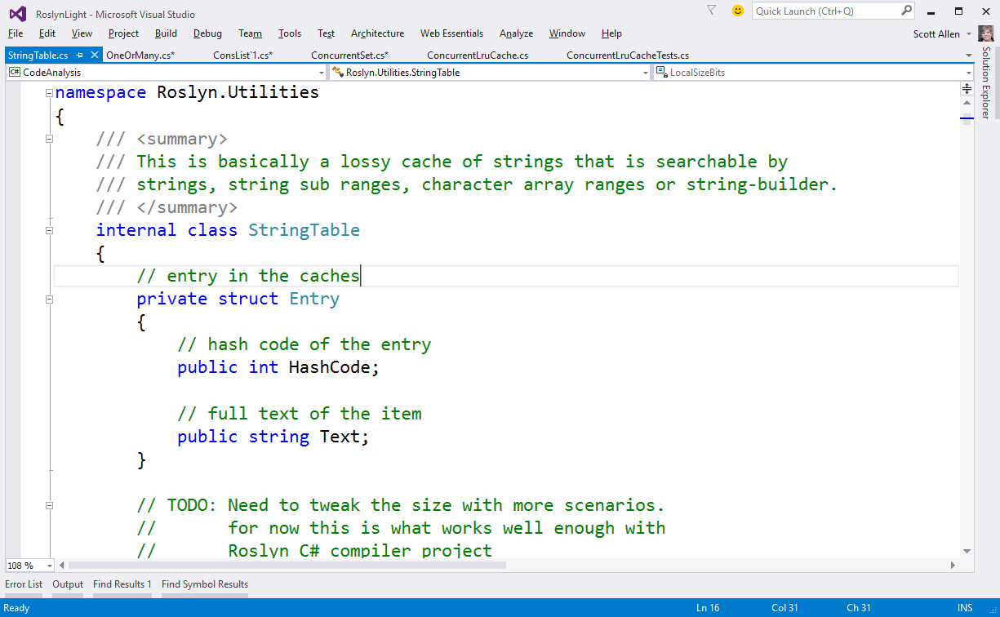 RoslynLight - Microsoft Visual Studio
Quick Launch (Ctrl+Q)
File Edit View Project Build Debug Team Tools Test Architecture Web Essentials Analyze Window Help
Scott Allen
StringTable.cs OneOrMany.cs* ConsList`1.cs* ConcurrentSet.cs* ConcurrentLruCache.cs ConcurrentLruCacheTests.cs
Solution Explorer
C# CodeAnalysis Roslyn.Utilities.StringTable LocalSizeBits
namespace Roslyn.Utilities
{
/// <summary>
/// This is basically a lossy cache of strings that is searchable by
/// strings, string sub ranges, character array ranges or string-builder.
/// </summary>
internal class StringTable
{
// entry in the caches
private struct Entry
{
// hash code of the entry
public int HashCode;
// full text of the item
public string Text;
}
// TODO: Need to tweak the size with more scenarios.
// for now this is what works well enough with
// Roslyn C# compiler project
108 %
Error List Output Find Results 1 Find Symbol Results
Ready Ln 16 Col 31 Ch 31 INS